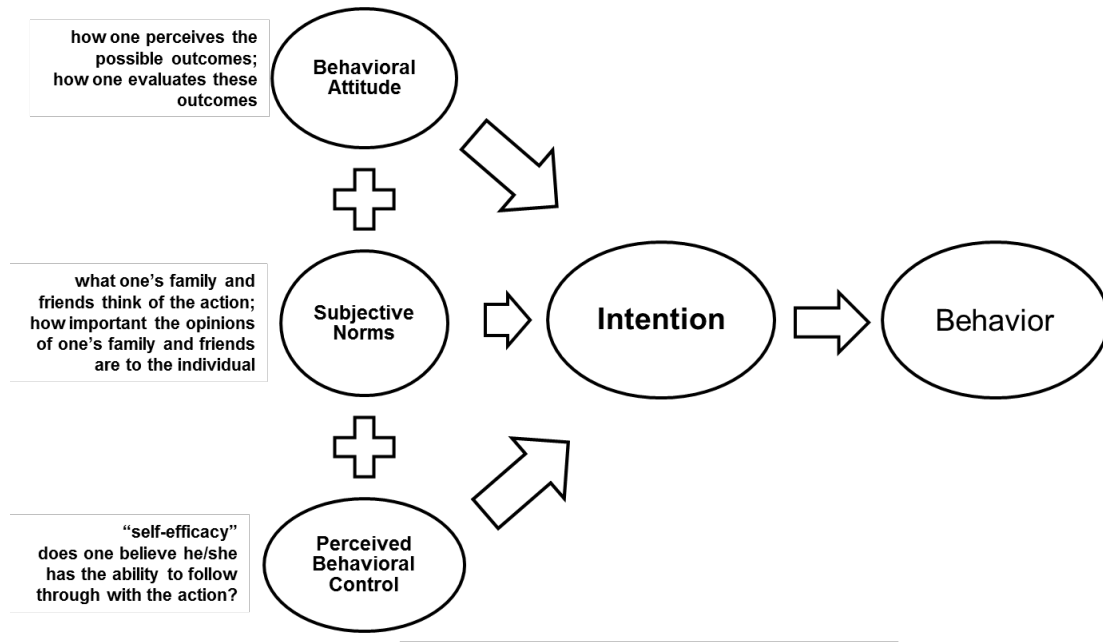 how one perceives the
possible outcomes;
how one evaluates these
outcomes
Behavioral
Attitude
what one’s family and
friends think of the action;
how important the opinions
of one’s family and friends
are to the individual
Subjective
Norms
Intention
Behavior
“self-efficacy”
does one believe he/she
has the ability to follow
through with the action?
Perceived
Behavioral
Control